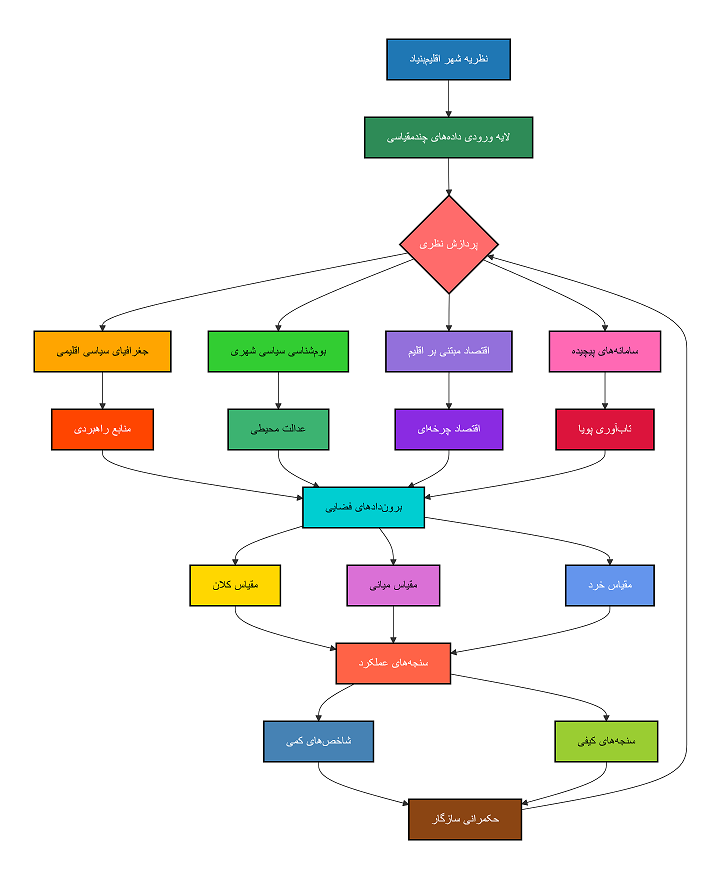 نظریه شهر اقلیم‌بنیاد
لایه ورودی داده‌های چندمقیاسی
پردازش نظری
جغرافیای سیاسی اقلیمی
بوم‌شناسی سیاسی شهری
اقتصاد مبتنی بر اقلیم
سامانه‌های پیچیده
منابع راهبردی
عدالت محیطی
اقتصاد چرخه‌ای
تاب‌آوری پویا
برون‌دادهای فضایی
مقیاس کلان
مقیاس میانی
مقیاس خرد
سنجه‌های عملکرد
شاخص‌های کمی
سنجه‌های کیفی
حکمرانی سازگار